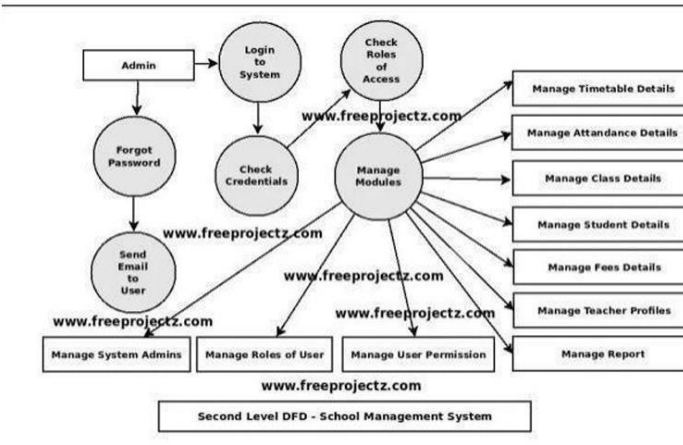 Admin
Login
to
System
Check
Roles
of
Access
Manage Timetable Details
www.freeprojectz.com
Manage Attandance Details
Forgot
Password
Check
Credentials
Manage
Modules
Manage Class Details
Manage Student Details
www.freeprojectz.com
Send
Email
to
User
www.freeprojectz.com
Manage Fees Details
www.freeprojectz.com
www.freeprojectz.com
Manage Teacher Profiles
Manage System Admins
Manage Roles of User
Manage User Permission
Manage Report
www.freeprojectz.com
Second Level DFD - School Management System